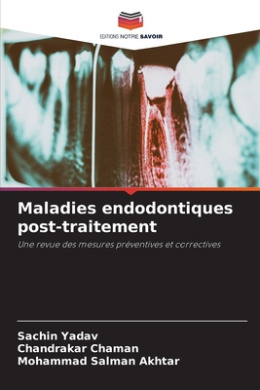 EDITIONS NOTRE SAVOIR
Maladies endodontiques
post-traitement
Une revue des mesures préventives et correctives
Sachin Yadav
Chandrakar Chaman
Mohammad Salman Akhtar